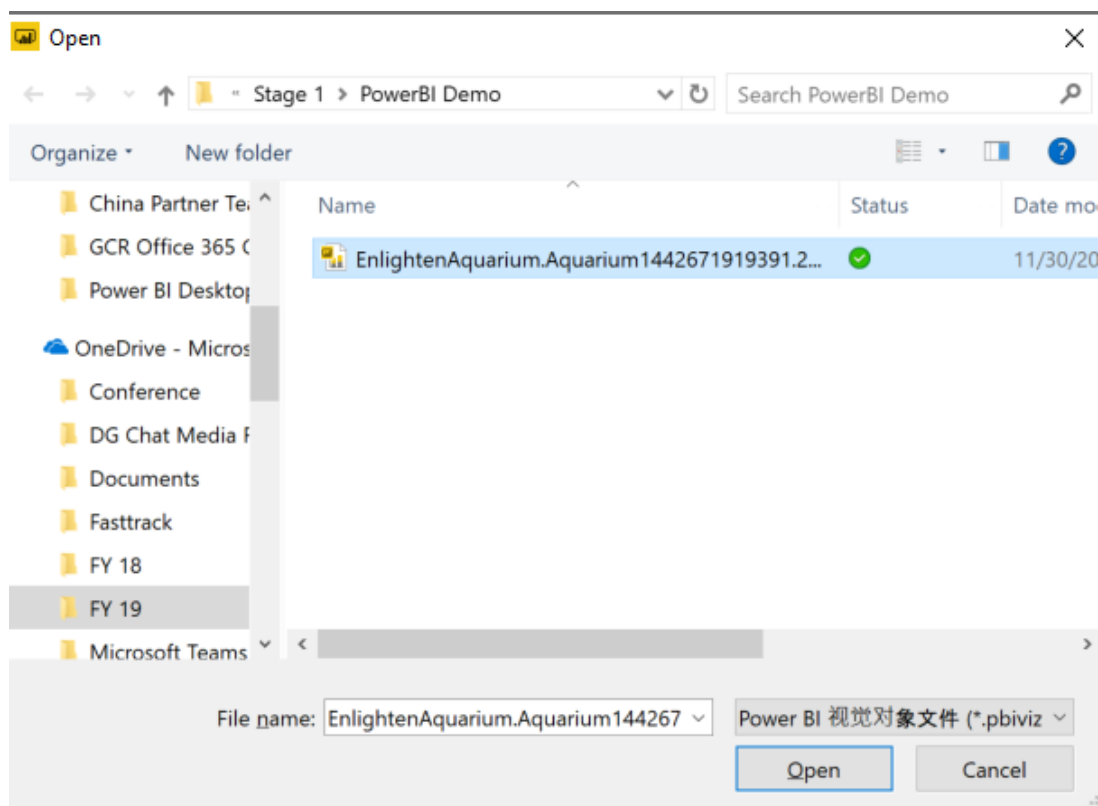 Open
« Stage 1 > PowerBI Demo
Search PowerBI Demo
Organize
New folder
China Partner Te
GCR Office 365
Power BI Desktop
OneDrive - Micros
Conference
DG Chat Media
Documents
Fasttrack
FY 18
FY 19
Microsoft Teams
Name
Status
Date mo
EnlightenAquarium.Aquarium1442671919391.2...
11/30/20
File name:
EnlightenAquarium.Aquarium144267
Power BI 视觉对象文件 (*.pbiviz
Open
Cancel